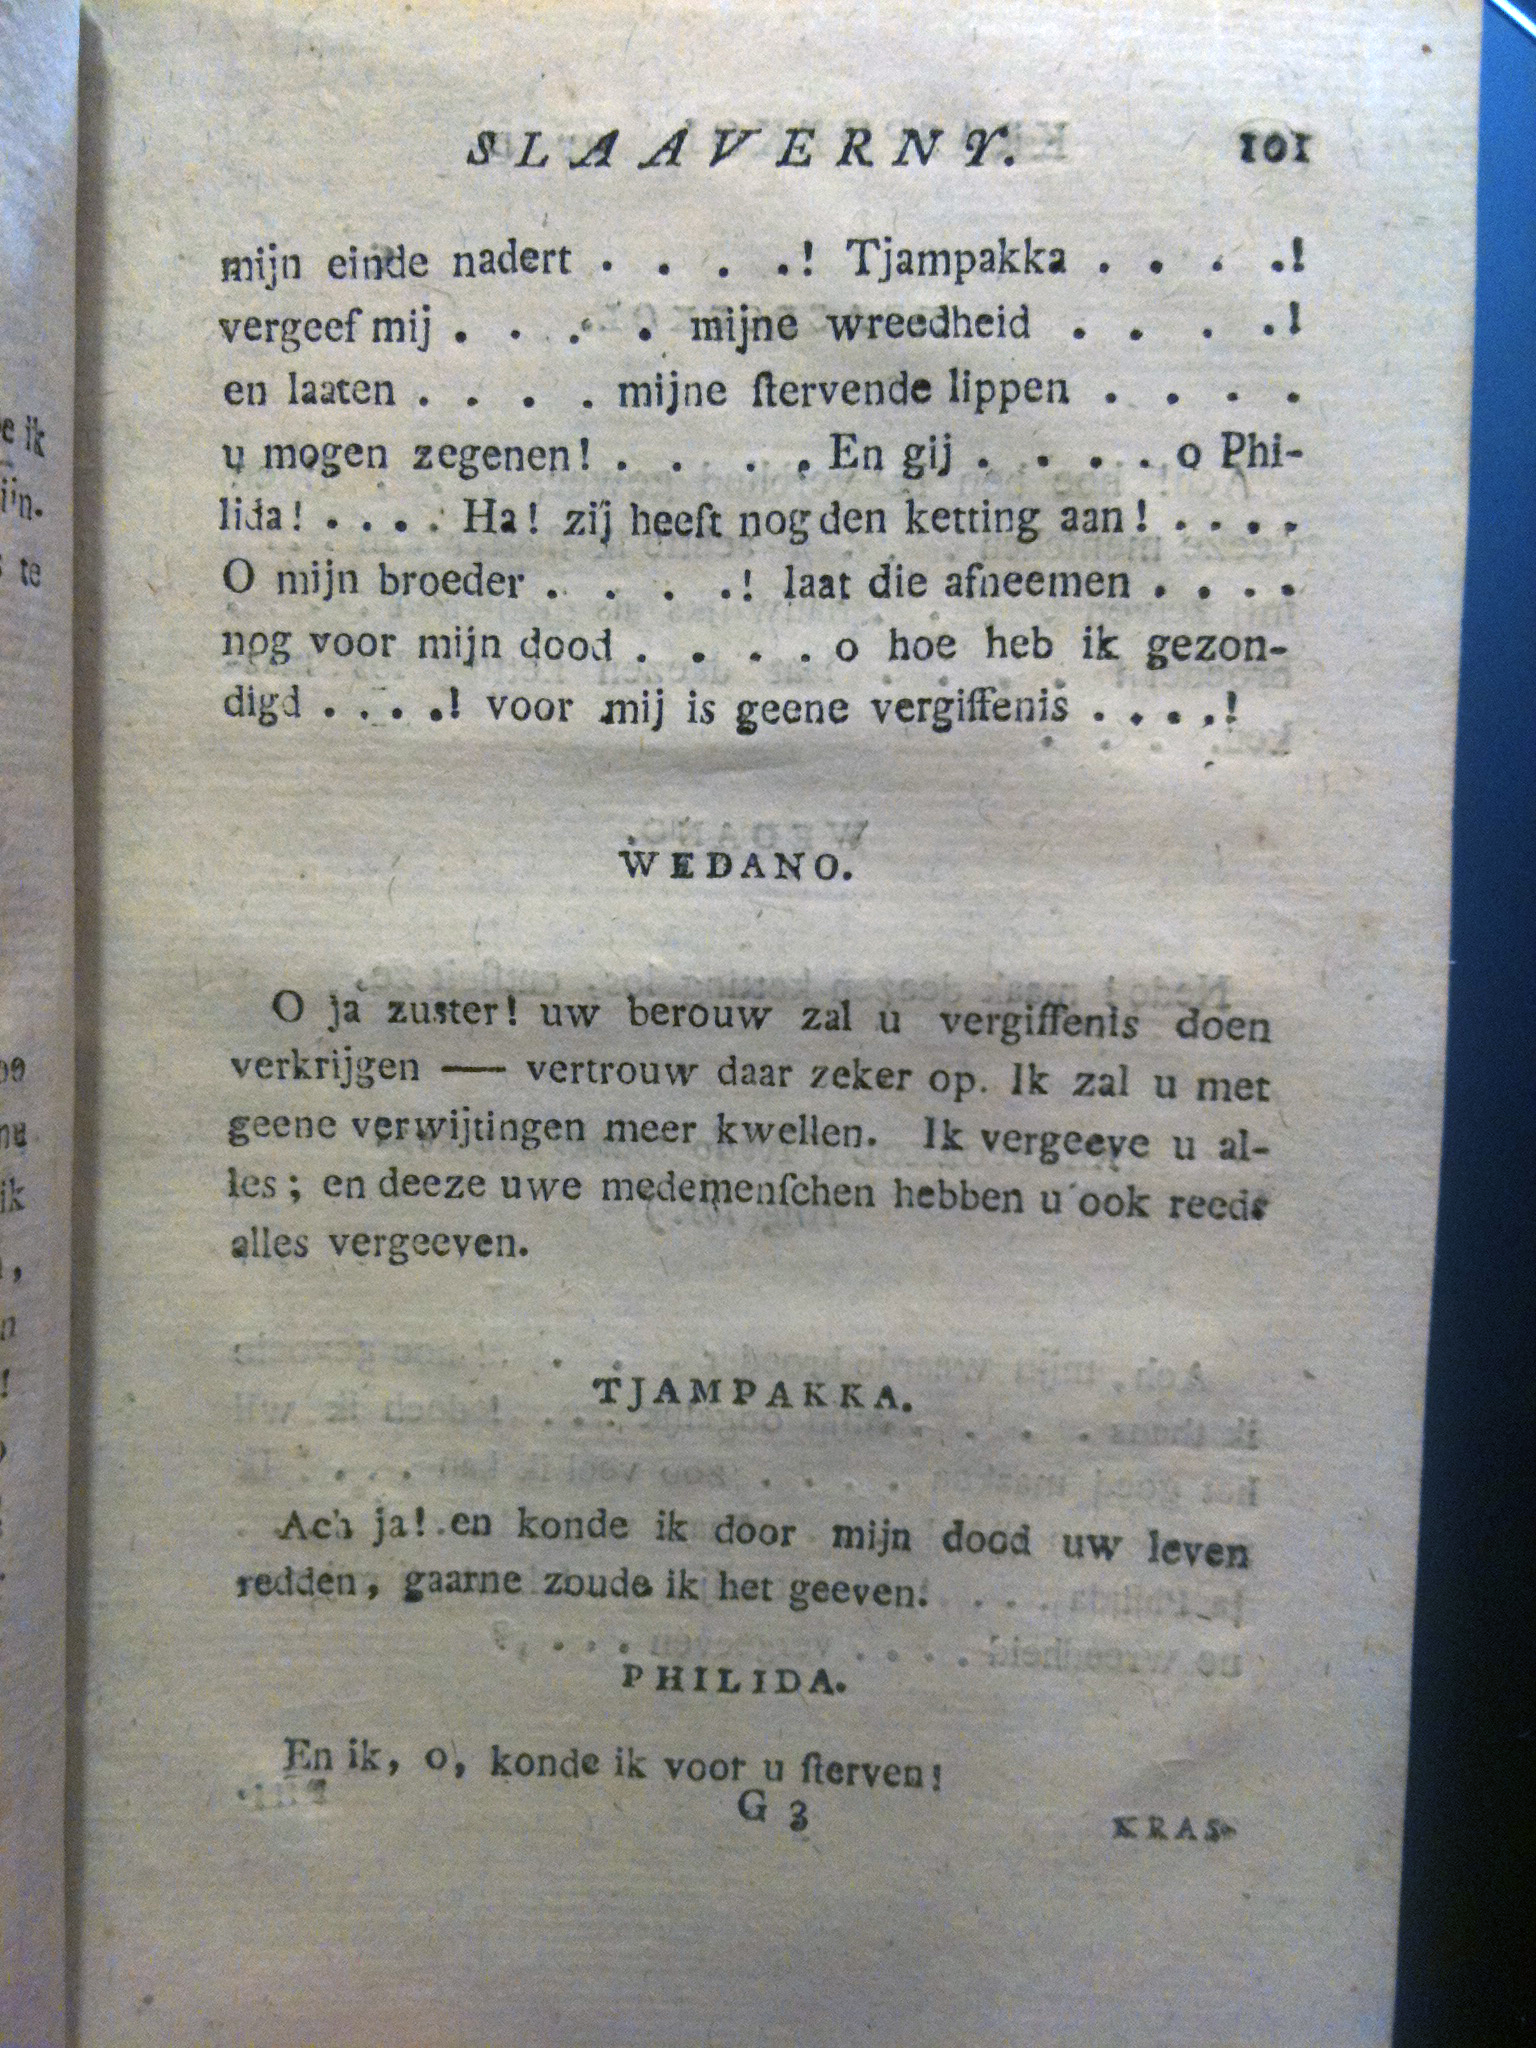 SLAAVERNY. 101
mijn einde nadert . . . .! Tjampakka . . . .!
vergeef mij . . . . mijne wreedheid . . . .!
en laaten . . . . mijne ſtervende lippen . . . .
u mogen zegenen! . . . . En gij . . . . o Phi-
lida! . . . . Ha! zij heeft nog den ketting aan! . . . .
O mijn broeder . . . .! laat die afneemen . . . .
nog voor mijn dood . . . . o hoe heb ik gezon-
digd . . . .! voor mij is geene vergiffenis . . . .!
WEDANO.
O ja zuster! uw berouw zal u vergiffenis doen
verkrijgen — vertrouw daar zeker op. Ik zal u met
geene verwijtingen meer kwellen. Ik vergeeve u al-
les; en deeze uwe medemenſchen hebben u ook reeds
alles vergeeven.
TJAMPAKKA.
Ach ja! en konde ik door mijn dood uw leven
redden, gaarne zoude ik het geeven.
PHILIDA.
En ik, o, konde ik voor u ſterven!
G 3
KRAS-